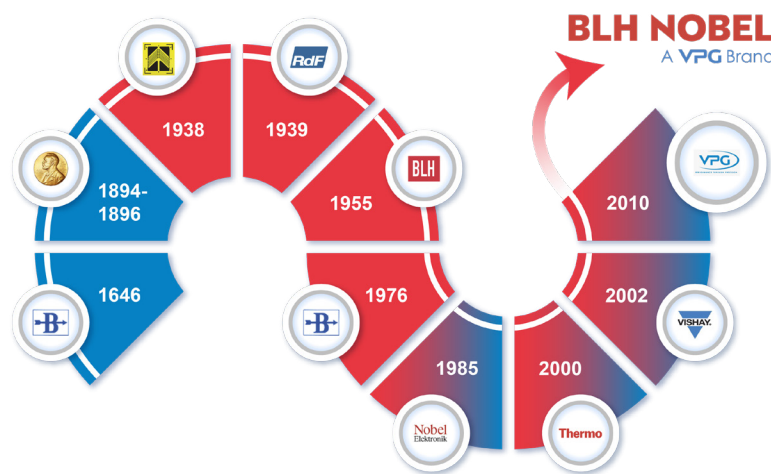 BLH NOBEL
A VPG Brand
RdF
1938
1939
1894-
1896
BLH
1955
VPG
2010
1646
B
1976
B
2002
VISHAY.
1985
2000
Nobel
Elektronik
Thermo